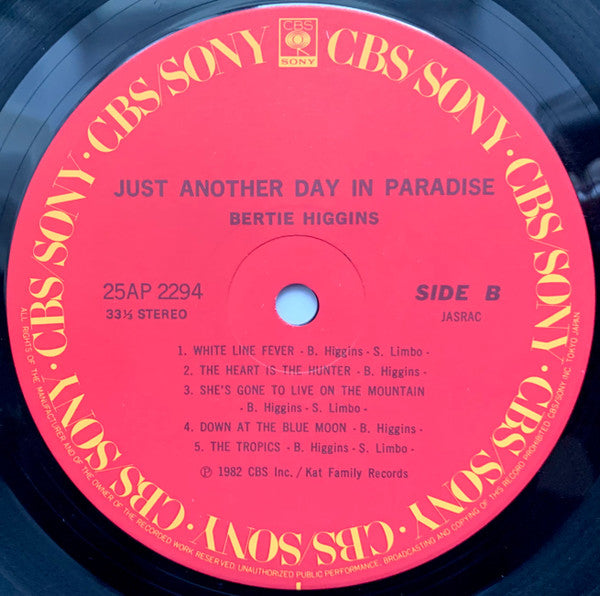 CBS
SONY
CBS/SONY · CBS/SONY · CBS/SONY · CBS/SONY · CBS/SONY · CBS/SONY · CBS/SONY
JUST ANOTHER DAY IN PARADISE
BERTIE HIGGINS
25AP 2294
33⅓ STEREO
SIDE B
JASRAC
1. WHITE LINE FEVER - B. Higgins - S. Limbo -
2. THE HEART IS THE HUNTER - B. Higgins -
3. SHE'S GONE TO LIVE ON THE MOUNTAIN
- B. Higgins - S. Limbo -
4. DOWN AT THE BLUE MOON - B. Higgins -
5. THE TROPICS - B. Higgins - S. Limbo -
℗ 1982 CBS Inc. / Kat Family Records
ALL RIGHTS OF THE MANUFACTURER AND OF THE OWNER OF THE RECORDED WORK RESERVED. UNAUTHORIZED PUBLIC PERFORMANCE, BROADCASTING AND COPYING OF THIS RECORD PROHIBITED CBS/SONY INC. TOKYO JAPAN